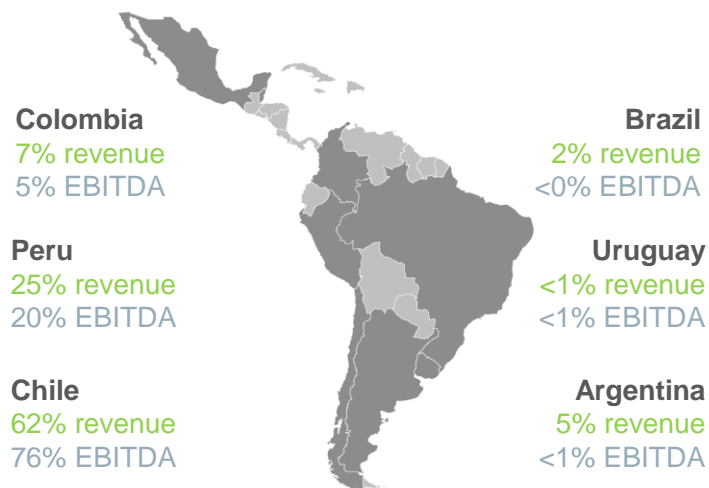 Colombia
7% revenue
5% EBITDA
Peru
25% revenue
20% EBITDA
Chile
62% revenue
76% EBITDA
Brazil
2% revenue
<0% EBITDA
Uruguay
<1% revenue
<1% EBITDA
Argentina
5% revenue
<1% EBITDA